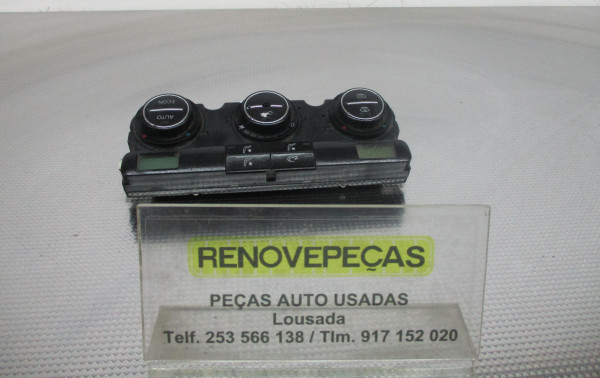 ECON
AUTO
RENOVEPEÇAS
PEÇAS AUTO USADAS
Lousada
Telf. 253 566 138 / Tlm. 917 152 020